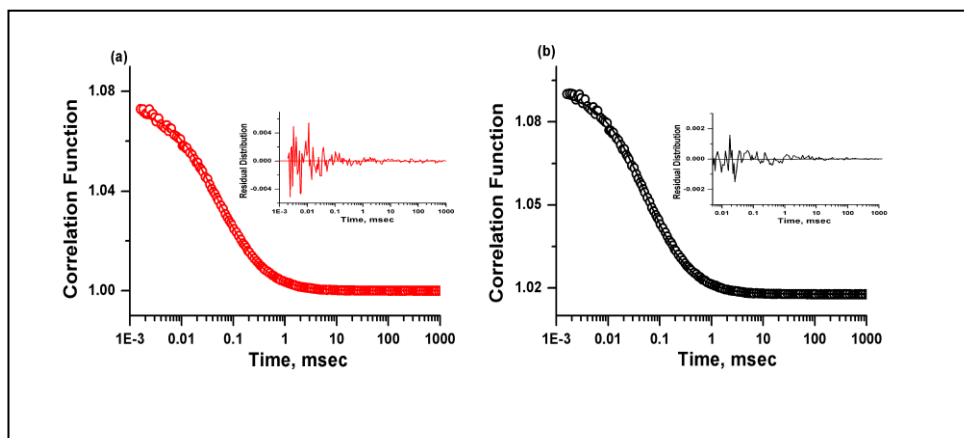 (a)
Correlation Function
1.08
1.04
1.00
1E-3 0.01 0.1 1 10 100 1000
Time, msec
Residual Distribution
0.004
0.000
-0.004
1E-3 0.01 0.1 1 10 100 1000
Time, msec
(b)
Correlation Function
1.08
1.05
1.02
1E-3 0.01 0.1 1 10 100 1000
Time, msec
Residual Distribution
0.002
0.000
-0.002
0.01 0.1 1 10 100 1000
Time, msec